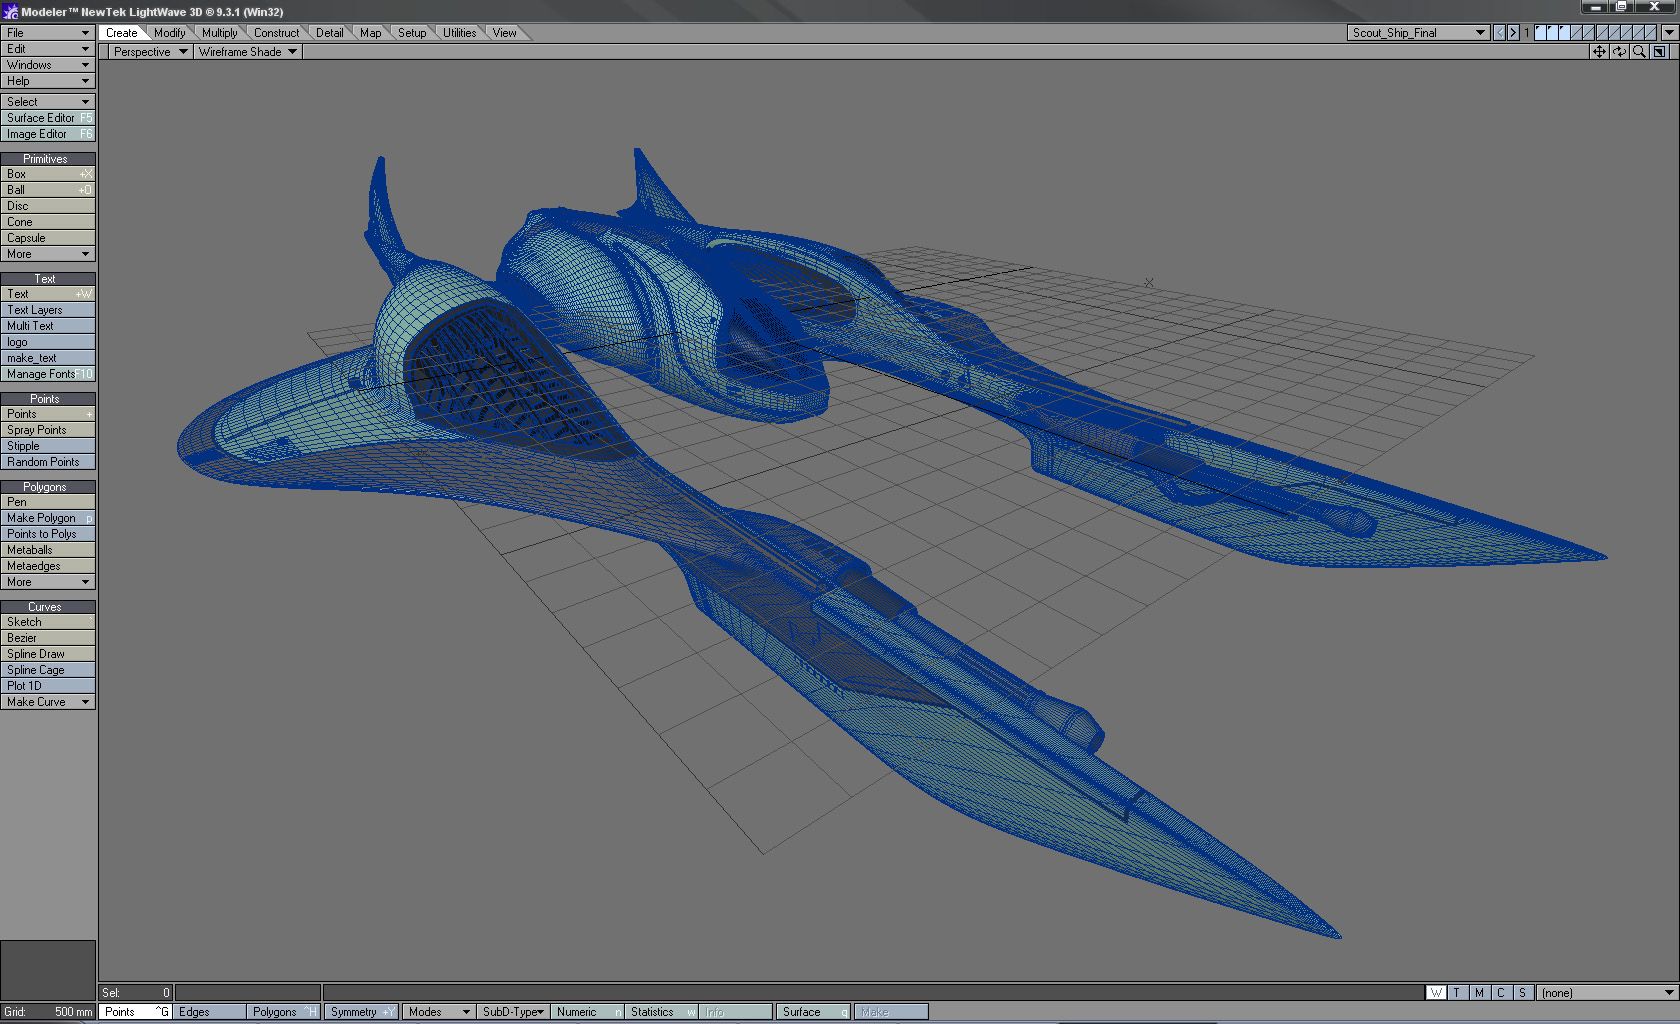 Modeler™ NewTek LightWave 3D ® 9.3.1 (Win32)
File
Create Modify Multiply Construct Detail Map Setup Utilities View
Scout_Ship_Final
1
Edit
Perspective
Wireframe Shade
Windows
Help
Select
Surface Editor F5
Image Editor F6
Primitives
Box +X
Ball +O
Disc
Cone
Capsule
More
Text
Text +W
Text Layers
Multi Text
logo
make_text
Manage Fonts F10
Points
Points +
Spray Points
Stipple
Random Points
Polygons
Pen
Make Polygon p
Points to Polys
Metaballs
Metaedges
More
Curves
Sketch
Bezier
Spline Draw
Spline Cage
Plot 1D
Make Curve
X
Sel: 0
W T M C S (none)
Grid: 500 mm
Points ^G Edges Polygons ^H Symmetry +Y Modes SubD-Type Numeric n Statistics w Info Surface q Make